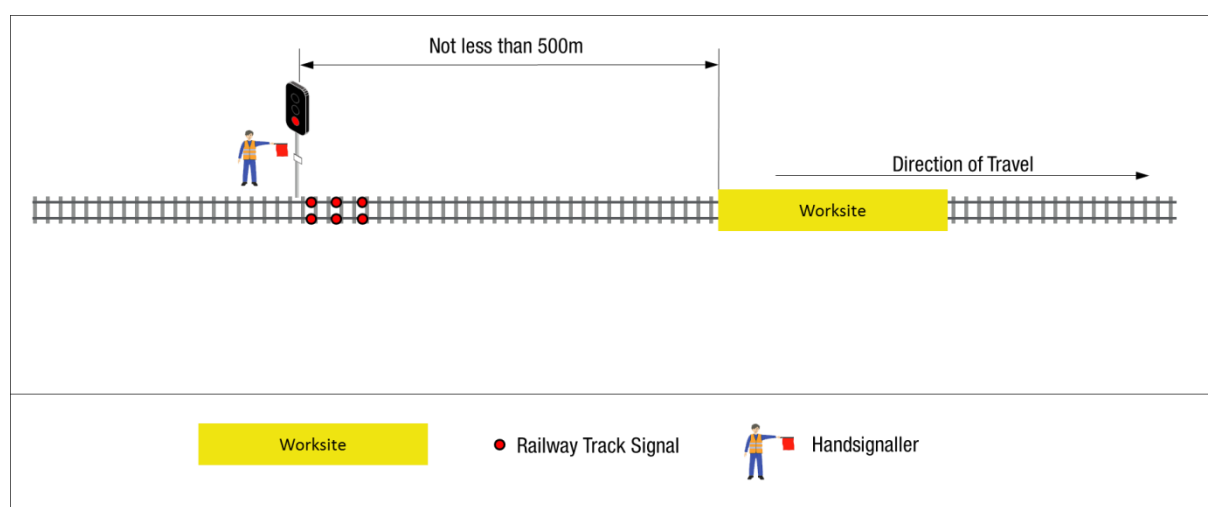 Not less than 500m
Direction of Travel
Worksite
Worksite
Railway Track Signal
Handsignaller